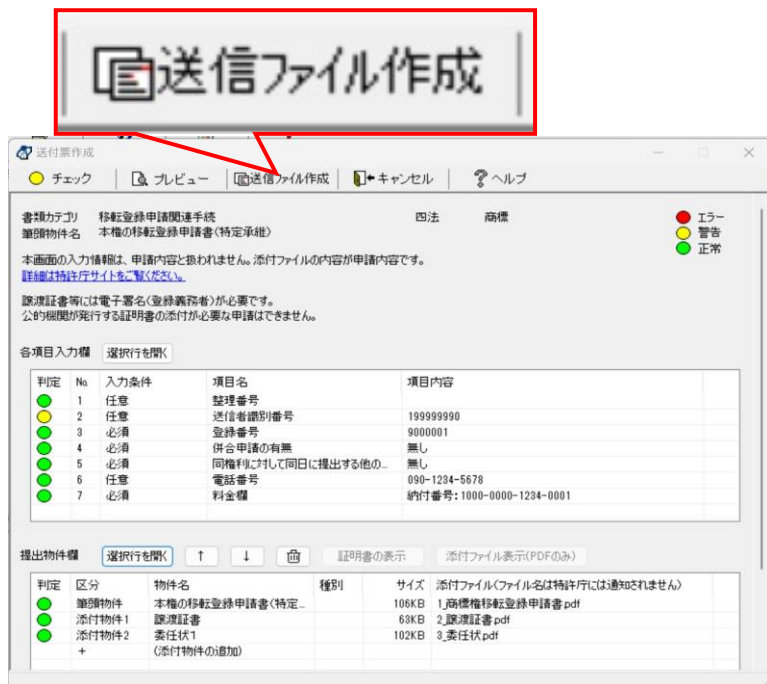 送信ファイル作成
送付票作成
チェック プレビュー 送信ファイル作成 キャンセル ? ヘルプ
書類カテゴリ 移転登録申請関連手続 四法 商標 エラー
筆頭物件名 本権の移転登録申請書(特定承継) 警告
正常
本画面の入力情報は、申請内容と扱われません。添付ファイルの内容が申請内容です。
詳細は特許庁サイトをご覧ください。
譲渡証書等には電子署名(登録義務者)が必要です。
公的機関が発行する証明書の添付が必要な申請はできません。
各項目入力欄 選択行を開く
判定 No. 入力条件 項目名 項目内容
1 任意 整理番号
2 任意 送信者識別番号 199999990
3 必須 登録番号 9000001
4 必須 併合申請の有無 無し
5 必須 同権利に対して同日に提出する他の... 無し
6 任意 電話番号 090-1234-5678
7 必須 料金欄 納付番号:1000-0000-1234-0001
提出物件欄 選択行を開く ↑ ↓ 証明書の表示 添付ファイル表示(PDFのみ)
判定 区分 物件名 種別 サイズ 添付ファイル(ファイル名は特許庁には通知されません)
筆頭物件 本権の移転登録申請書(特定... 106KB 1_商標権移転登録申請書.pdf
添付物件1 譲渡証書 63KB 2_譲渡証書.pdf
添付物件2 委任状1 102KB 3_委任状.pdf
+ (添付物件の追加)